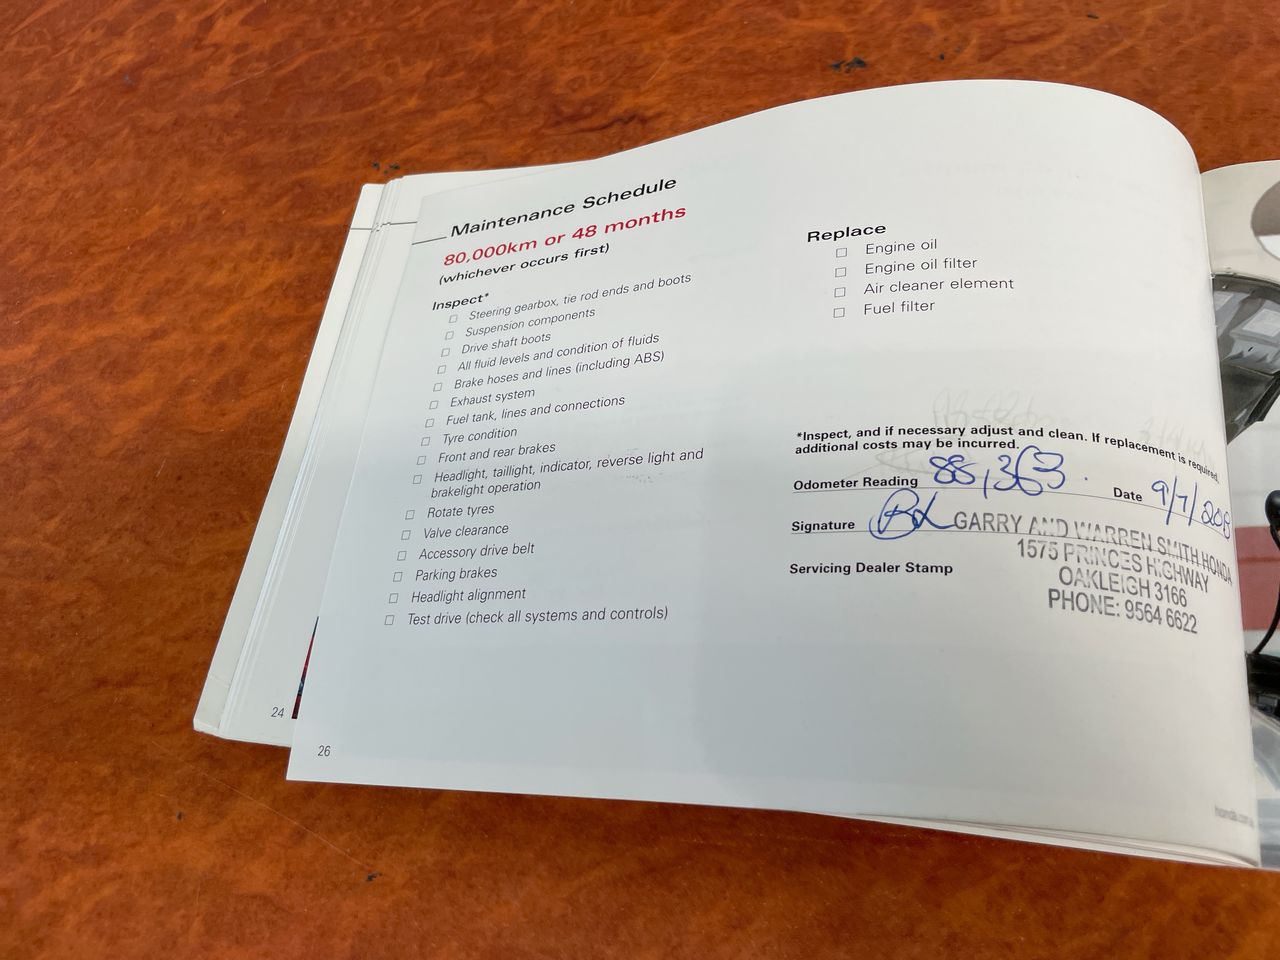 Maintenance Schedule
80,000km or 48 months
(whichever occurs first)
Inspect*
Steering gearbox, tie rod ends and boots
Suspension components
Drive shaft boots
All fluid levels and condition of fluids
Brake hoses and lines (including ABS)
Exhaust system
Fuel tank, lines and connections
Tyre condition
Front and rear brakes
Headlight, taillight, indicator, reverse light and
brakelight operation
Rotate tyres
Valve clearance
Accessory drive belt
Parking brakes
Headlight alignment
Test drive (check all systems and controls)
Replace
Engine oil
Engine oil filter
Air cleaner element
Fuel filter
*Inspect, and if necessary adjust and clean. If replacement is required,
additional costs may be incurred.
Odometer Reading 88,363
Date
Signature
Servicing Dealer Stamp
GARRY AND WARREN SMITH HONDA
1575 PRINCES HIGHWAY
OAKLEIGH 3166
PHONE: 9564 6622
24
26